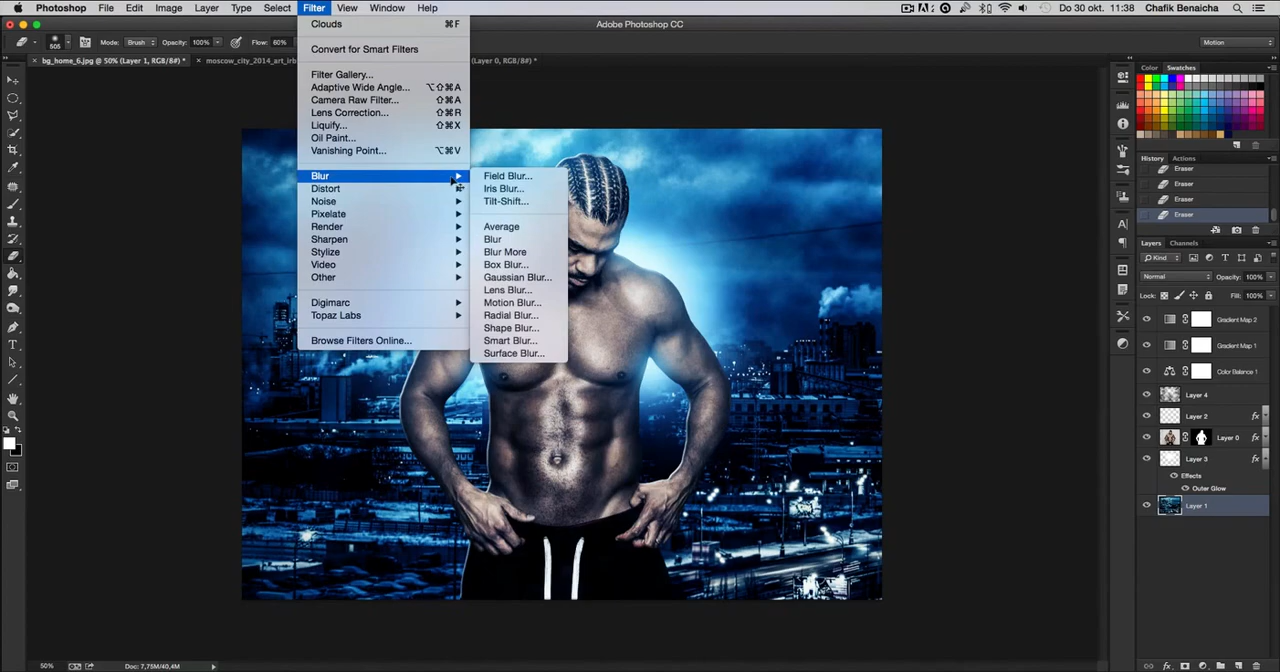 Photoshop File Edit Image Layer Type Select Filter View Window Help Do 30 okt. 11:38 Chafik Benaicha
Adobe Photoshop CC
505 Mode: Brush Opacity: 100% Flow: 60% Motion
bg_home_6.jpg @ 50% (Layer 1, RGB/8#) * moscow_city_2014_art_irb (Layer 0, RGB/8#) *
Clouds ⌘F
Convert for Smart Filters
Filter Gallery...
Adaptive Wide Angle... ⌥⇧⌘A
Camera Raw Filter... ⇧⌘A
Lens Correction... ⇧⌘R
Liquify... ⇧⌘X
Oil Paint...
Vanishing Point... ⌥⌘V
Blur
Distort
Noise
Pixelate
Render
Sharpen
Stylize
Video
Other
Digimarc
Topaz Labs
Browse Filters Online...
Field Blur...
Iris Blur...
Tilt-Shift...
Average
Blur
Blur More
Box Blur...
Gaussian Blur...
Lens Blur...
Motion Blur...
Radial Blur...
Shape Blur...
Smart Blur...
Surface Blur...
Color Swatches
History Actions
Eraser
Eraser
Eraser
Eraser
Layers Channels
Kind
Normal Opacity: 100%
Lock: Fill: 100%
Gradient Map 2
Gradient Map 1
Color Balance 1
Layer 4
Layer 2 fx
Layer 0 fx
Layer 3 fx
Effects
Outer Glow
Layer 1
50% Doc: 7,75M/40,4M